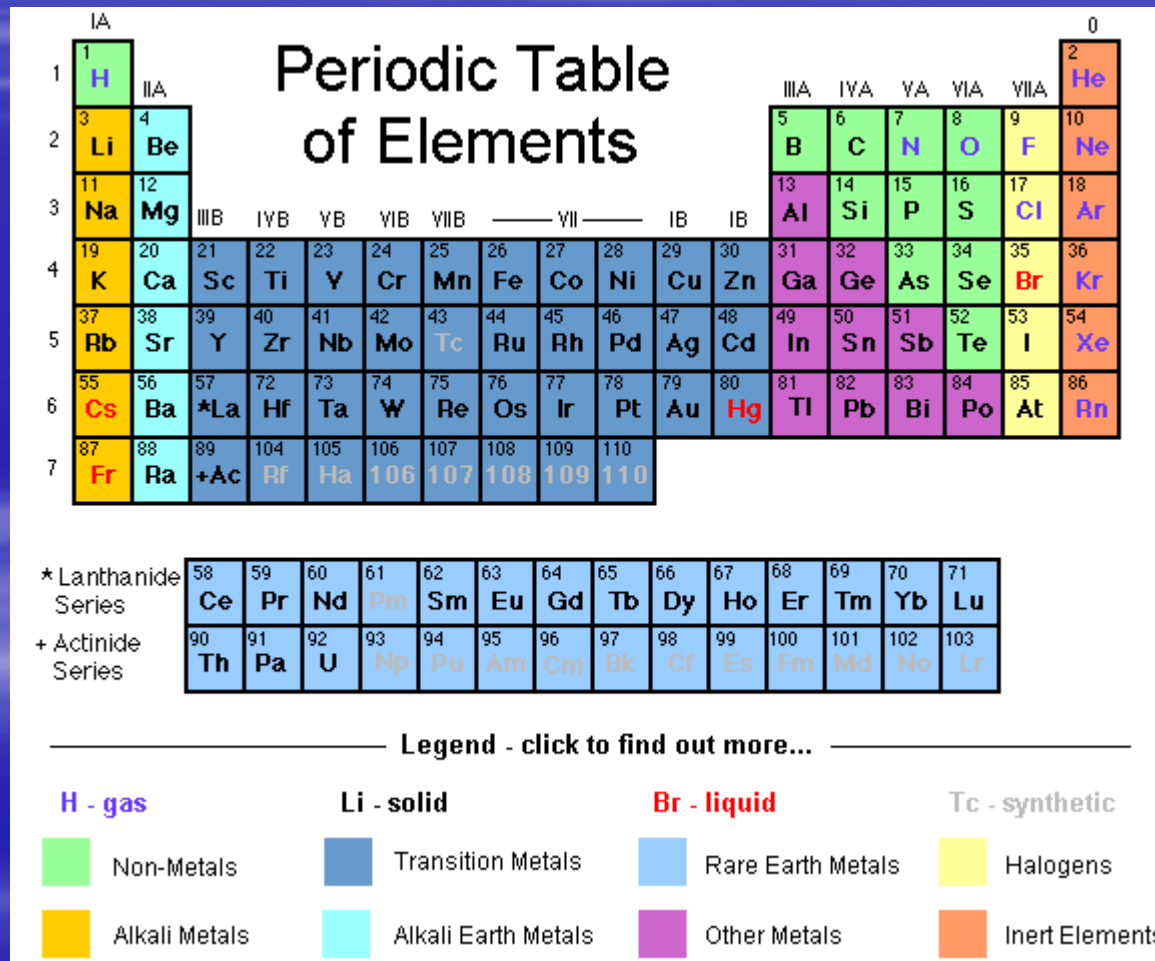 IA 0
1 1 H Periodic Table 2 He
IIA IIIA IVA VA VIA VIIA
2 3 Li 4 Be of Elements 5 B 6 C 7 N 8 O 9 F 10 Ne
3 11 Na 12 Mg IIIB IVB VB VIB VIIB VII IB IB 13 Al 14 Si 15 P 16 S 17 Cl 18 Ar
4 19 K 20 Ca 21 Sc 22 Ti 23 V 24 Cr 25 Mn 26 Fe 27 Co 28 Ni 29 Cu 30 Zn 31 Ga 32 Ge 33 As 34 Se 35 Br 36 Kr
5 37 Rb 38 Sr 39 Y 40 Zr 41 Nb 42 Mo 43 Tc 44 Ru 45 Rh 46 Pd 47 Ag 48 Cd 49 In 50 Sn 51 Sb 52 Te 53 I 54 Xe
6 55 Cs 56 Ba 57 *La 72 Hf 73 Ta 74 W 75 Re 76 Os 77 Ir 78 Pt 79 Au 80 Hg 81 Tl 82 Pb 83 Bi 84 Po 85 At 86 Rn
7 87 Fr 88 Ra 89 +Ac 104 Rf 105 Ha 106 106 107 107 108 108 109 109 110 110
* Lanthanide Series 58 Ce 59 Pr 60 Nd 61 Pm 62 Sm 63 Eu 64 Gd 65 Tb 66 Dy 67 Ho 68 Er 69 Tm 70 Yb 71 Lu
+ Actinide Series 90 Th 91 Pa 92 U 93 Np 94 Pu 95 Am 96 Cm 97 Bk 98 Cf 99 Es 100 Fm 101 Md 102 No 103 Lr
Legend - click to find out more...
H - gas Li - solid Br - liquid Tc - synthetic
Non-Metals Transition Metals Rare Earth Metals Halogens
Alkali Metals Alkali Earth Metals Other Metals Inert Elements